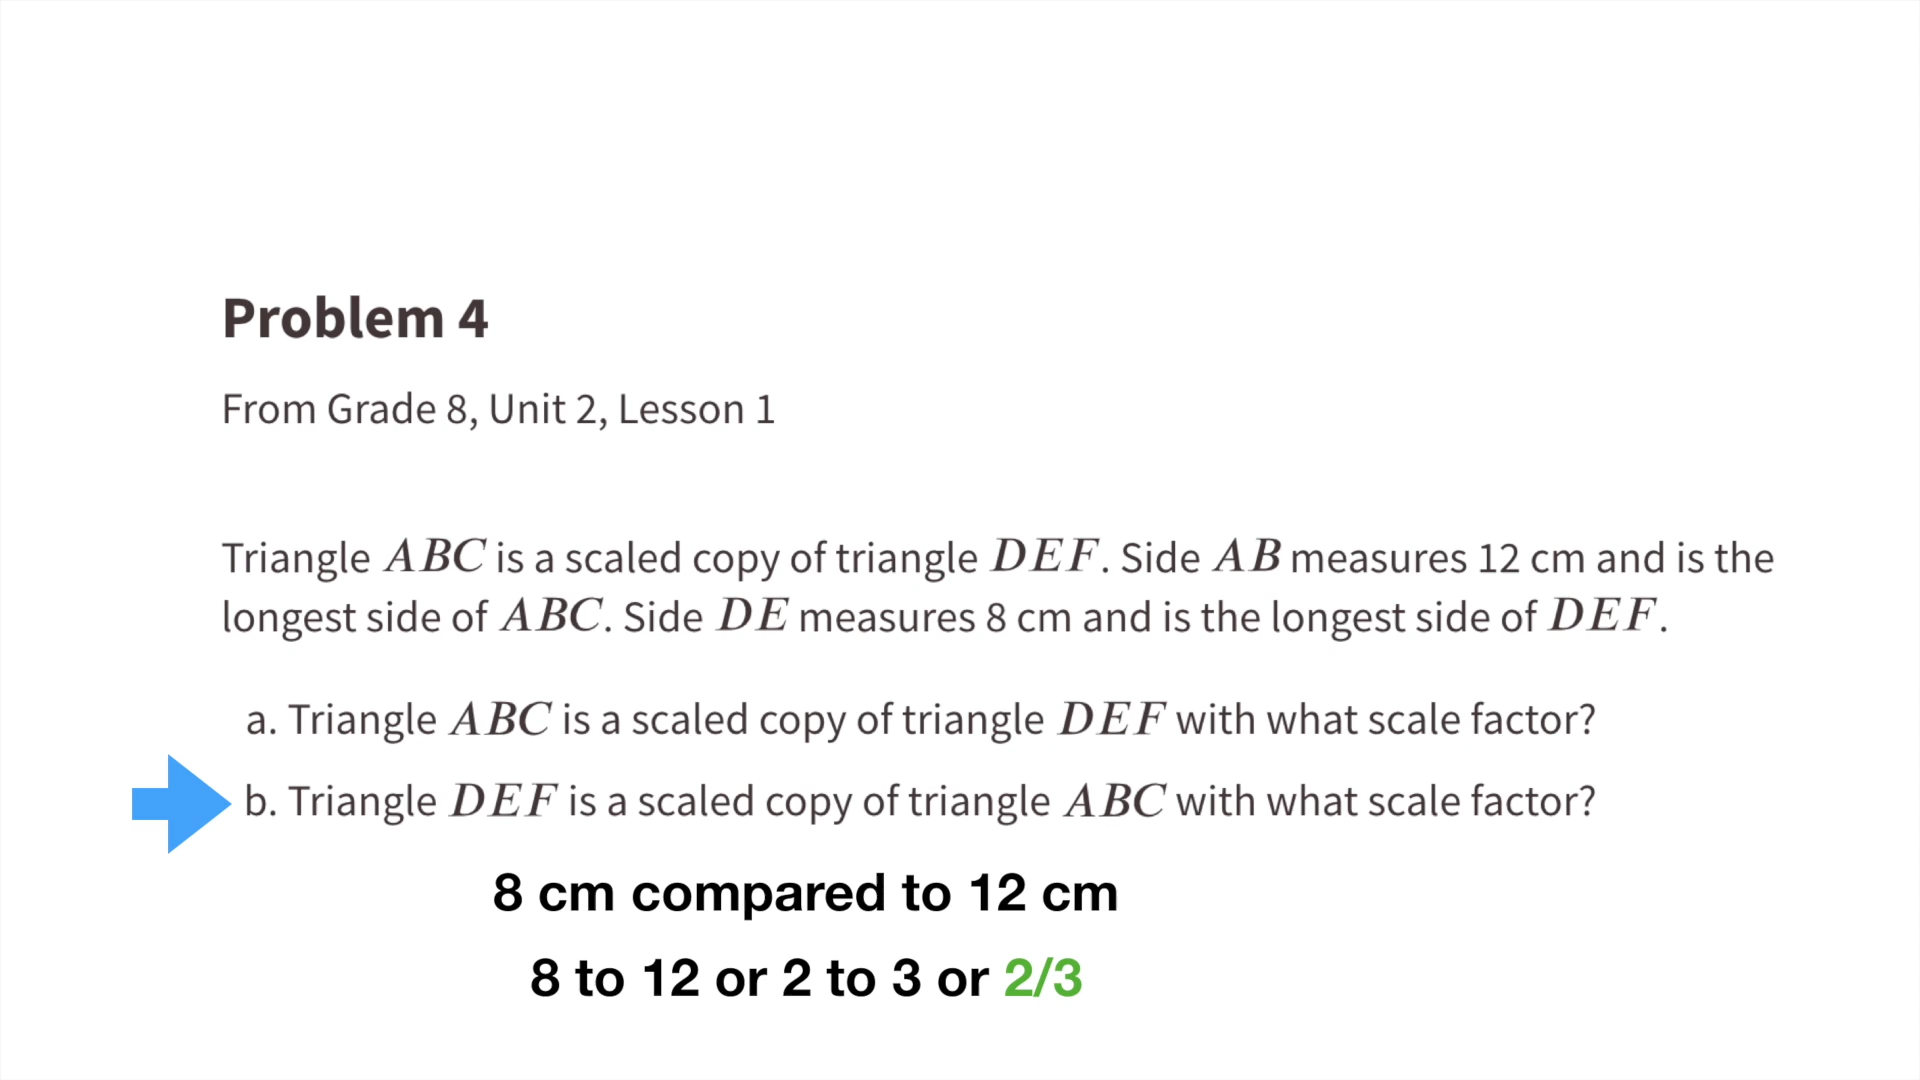 Problem 4
From Grade 8, Unit 2, Lesson 1
Triangle ABC is a scaled copy of triangle DEF. Side AB measures 12 cm and is the
longest side of ABC. Side DE measures 8 cm and is the longest side of DEF.
a. Triangle ABC is a scaled copy of triangle DEF with what scale factor?
b. Triangle DEF is a scaled copy of triangle ABC with what scale factor?
8 cm compared to 12 cm
8 to 12 or 2 to 3 or 2/3